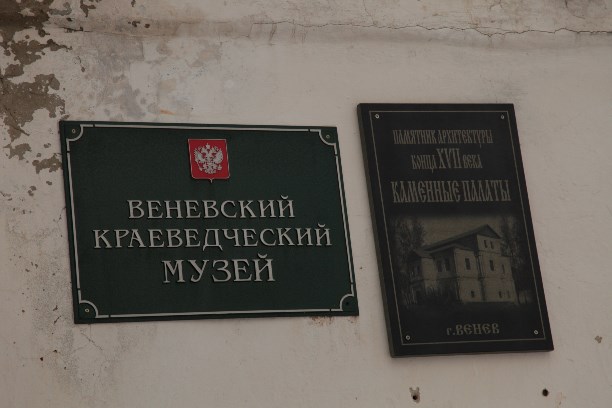 ВЕНЕВСКИЙ
КРАЕВЕДЧЕСКИЙ
МУЗЕЙ
ПАМЯТНИК АРХИТЕКТУРЫ
КОНЦА XVII ВЕКА
КАМЕННЫЕ ПАЛАТЫ
г. ВЕНЕВ